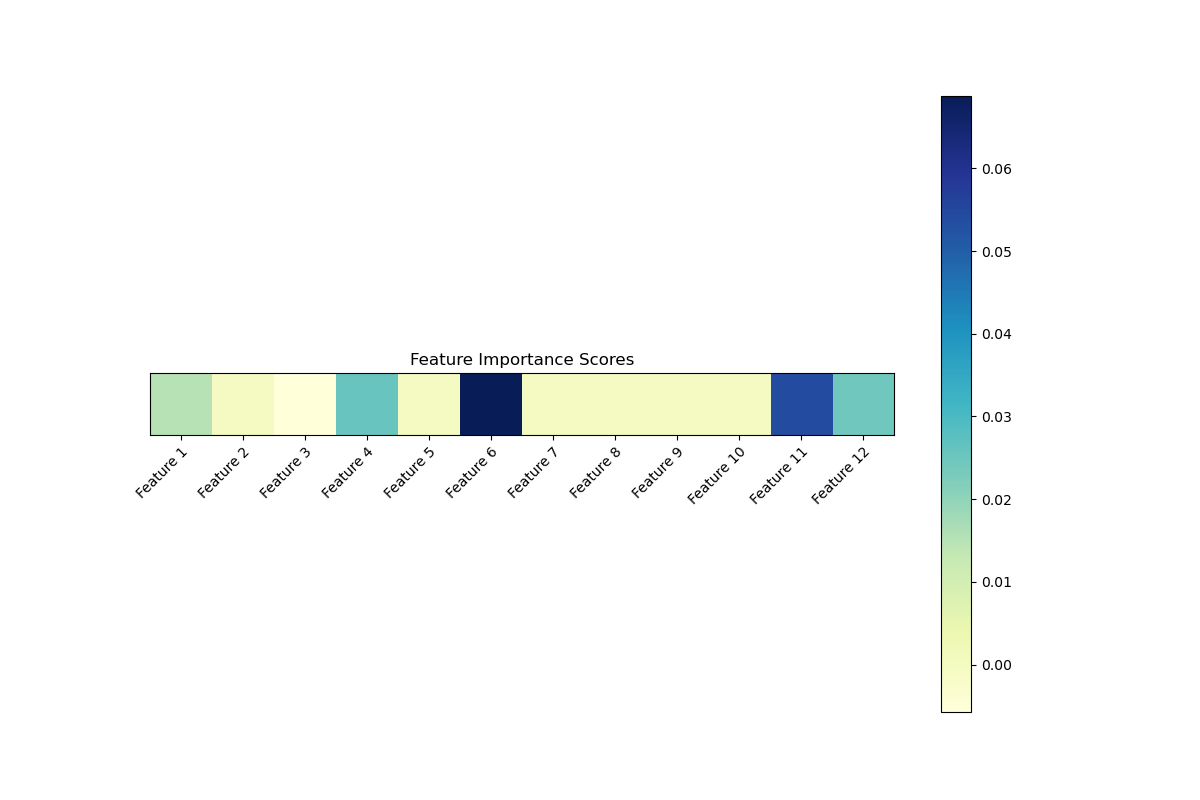 Feature Importance Scores
Feature 1
Feature 2
Feature 3
Feature 4
Feature 5
Feature 6
Feature 7
Feature 8
Feature 9
Feature 10
Feature 11
Feature 12
0.06
0.05
0.04
0.03
0.02
0.01
0.00